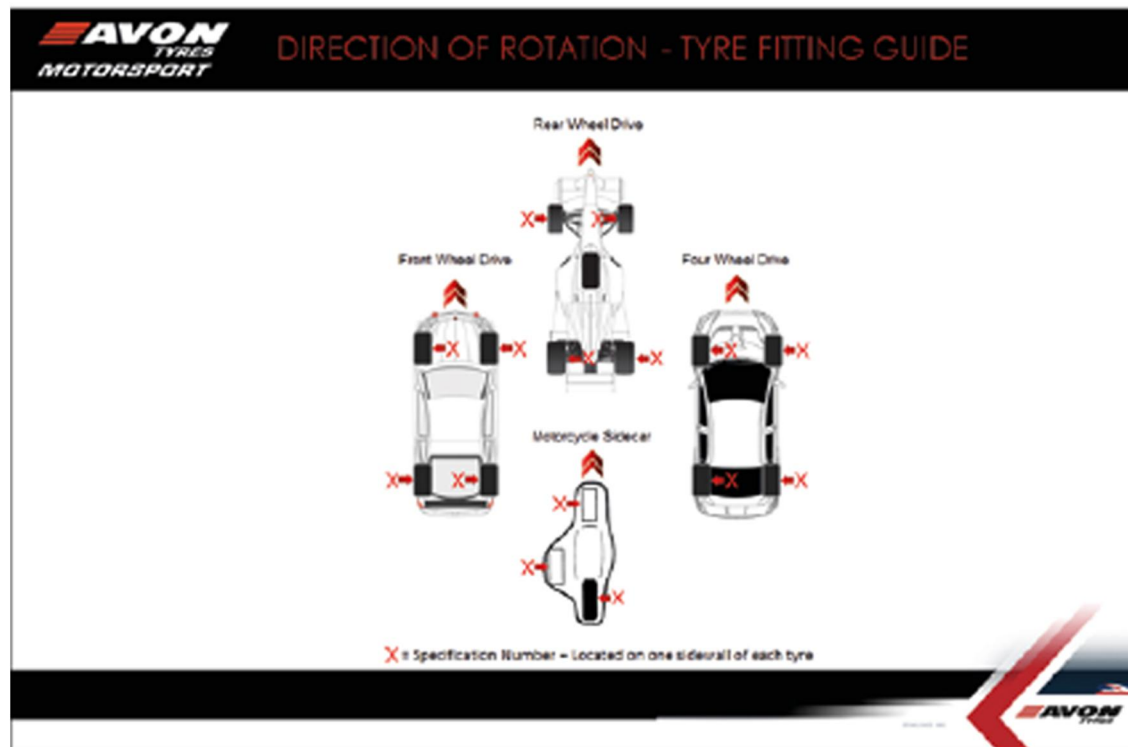 AVON
TYRES
MOTORSPORT
DIRECTION OF ROTATION - TYRE FITTING GUIDE
Rear Wheel Drive
X X
Front Wheel Drive
Four Wheel Drive
X X
X X
X X
Motorcycle Sidecar
X X
X X
X
X
X
X = Specification Number – Located on one sidewall of each tyre
AVON
TYRES